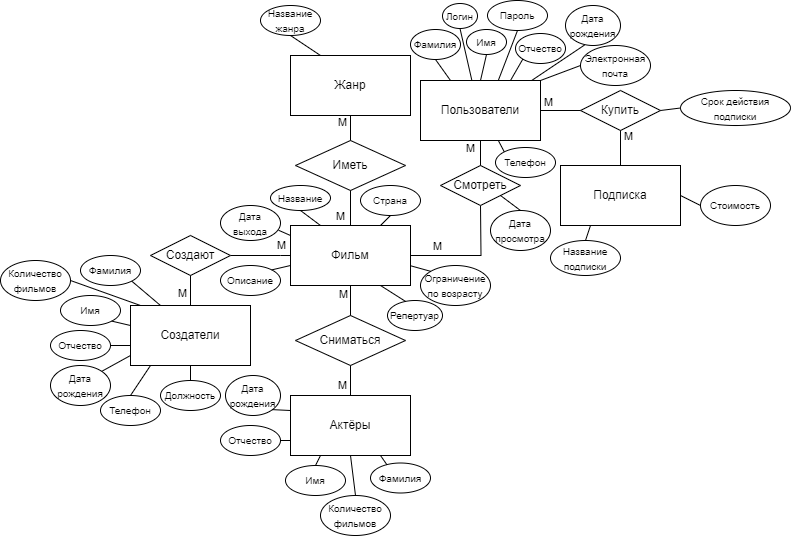 Название
жанра
Логин
Пароль
Дата
рождения
Фамилия
Имя
Отчество
Электронная
почта
Жанр
Пользователи
М
Купить
Срок действия
подписки
М
М
М
Иметь
Телефон
Смотреть
Подписка
Название
Страна
Стоимость
Дата
выхода
М
Дата
просмотра
Создают
М
Фильм
М
Название
подписки
Количество
фильмов
Фамилия
Описание
Ограничение
по возрасту
М
М
Имя
Репертуар
Создатели
Сниматься
Отчество
Дата
рождения
М
Телефон
Должность
Дата
рождения
Актёры
Отчество
Имя
Фамилия
Количество
фильмов